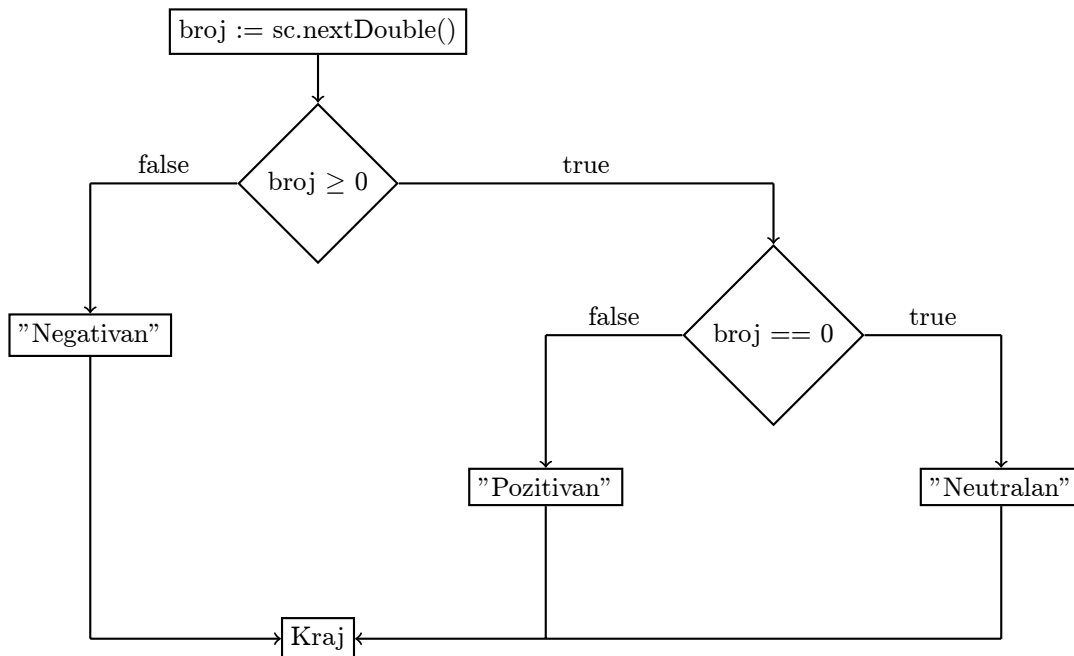 broj := sc.nextDouble()
false
true
broj ≥ 0
false
true
"Negativan"
broj == 0
"Pozitivan"
"Neutralan"
Kraj